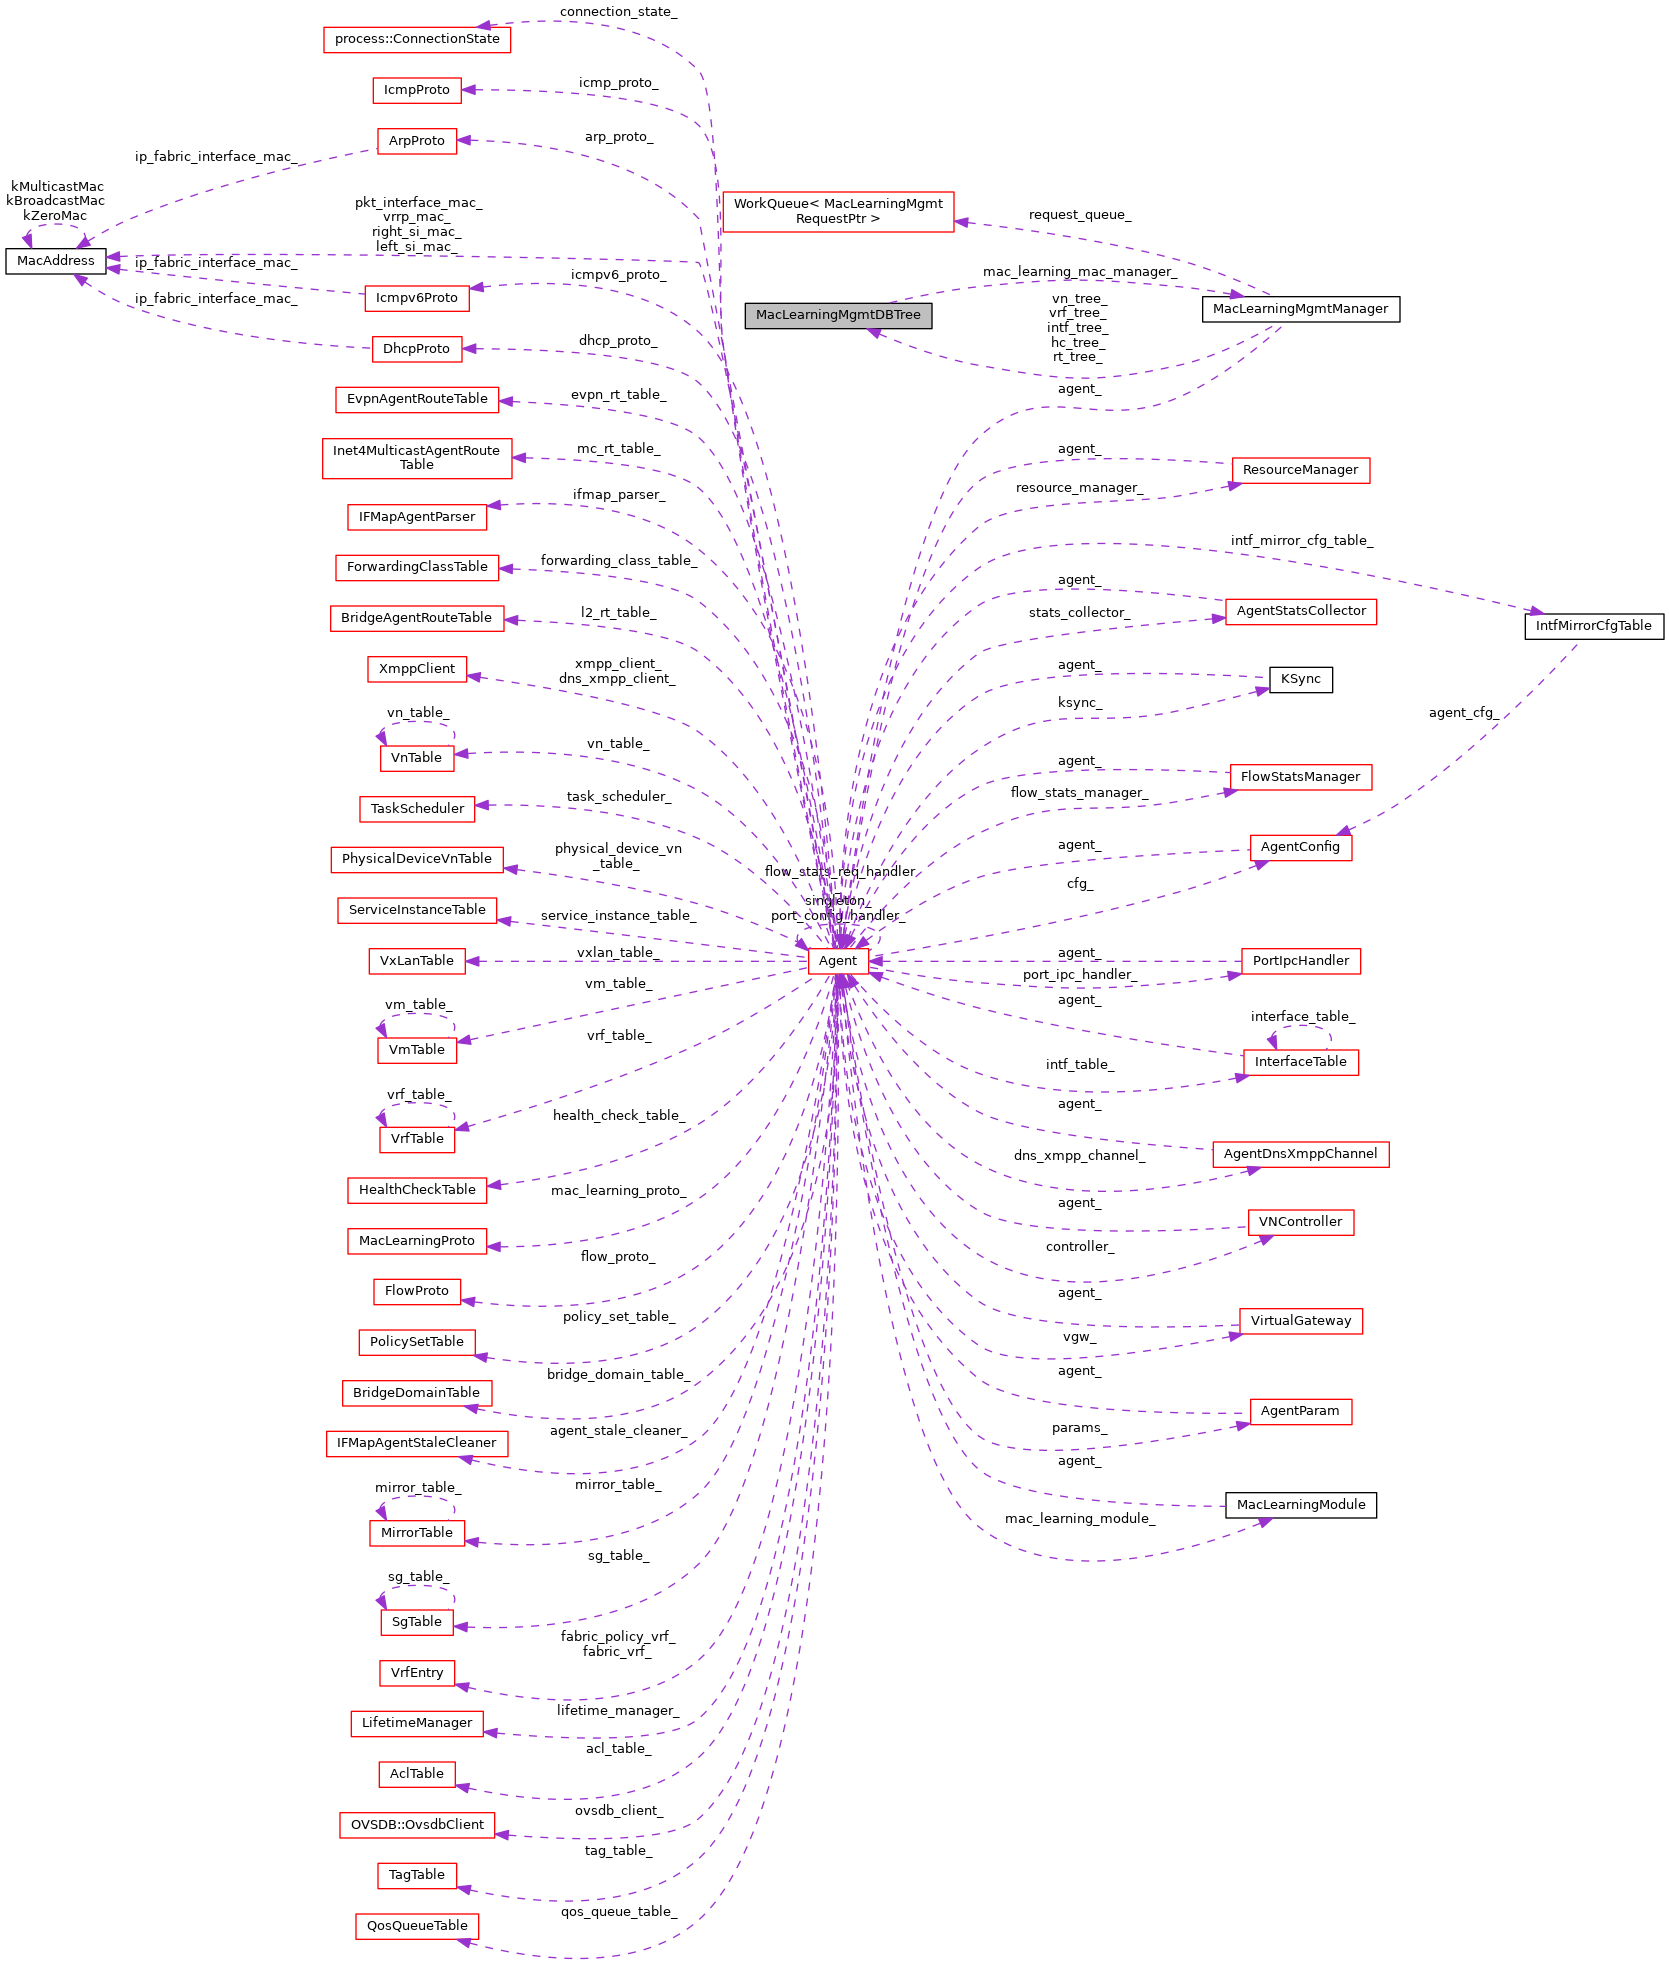 connection_state_
process::ConnectionState
icmp_proto_
IcmpProto
arp_proto_
ArpProto
ip_fabric_interface_mac_
kMulticastMac
kBroadcastMac
kZeroMac
MacAddress
pkt_interface_mac_
vrrp_mac_
right_si_mac_
left_si_mac_
ip_fabric_interface_mac_
icmpv6_proto_
Icmpv6Proto
ip_fabric_interface_mac_
dhcp_proto_
DhcpProto
WorkQueue< MacLearningMgmt
RequestPtr >
request_queue_
mac_learning_mac_manager_
MacLearningMgmtDBTree
MacLearningMgmtManager
vn_tree_
vrf_tree_
intf_tree_
hc_tree_
rt_tree_
agent_
evpn_rt_table_
EvpnAgentRouteTable
mc_rt_table_
Inet4MulticastAgentRoute
Table
agent_
ResourceManager
resource_manager_
ifmap_parser_
IFMapAgentParser
intf_mirror_cfg_table_
forwarding_class_table_
ForwardingClassTable
agent_
AgentStatsCollector
stats_collector_
l2_rt_table_
BridgeAgentRouteTable
IntfMirrorCfgTable
xmpp_client_
dns_xmpp_client_
XmppClient
agent_
KSync
ksync_
vn_table_
VnTable
vn_table_
agent_cfg_
agent_
FlowStatsManager
flow_stats_manager_
task_scheduler_
TaskScheduler
physical_device_vn
_table_
PhysicalDeviceVnTable
agent_
AgentConfig
cfg_
flow_stats_req_handler
_
singleton_
port_config_handler_
service_instance_table_
ServiceInstanceTable
vxlan_table_
VxLanTable
Agent
agent_
PortIpcHandler
port_ipc_handler_
vm_table_
vm_table_
VmTable
agent_
interface_table_
InterfaceTable
intf_table_
vrf_table_
vrf_table_
VrfTable
agent_
AgentDnsXmppChannel
dns_xmpp_channel_
health_check_table_
HealthCheckTable
mac_learning_proto_
MacLearningProto
agent_
VNController
controller_
flow_proto_
FlowProto
agent_
VirtualGateway
vgw_
policy_set_table_
PolicySetTable
bridge_domain_table_
BridgeDomainTable
agent_
AgentParam
params_
agent_stale_cleaner_
IFMapAgentStaleCleaner
agent_
MacLearningModule
mac_learning_module_
mirror_table_
mirror_table_
MirrorTable
sg_table_
sg_table_
SgTable
fabric_policy_vrf_
fabric_vrf_
VrfEntry
lifetime_manager_
LifetimeManager
acl_table_
AclTable
ovsdb_client_
OVSDB::OvsdbClient
tag_table_
TagTable
qos_queue_table_
QosQueueTable